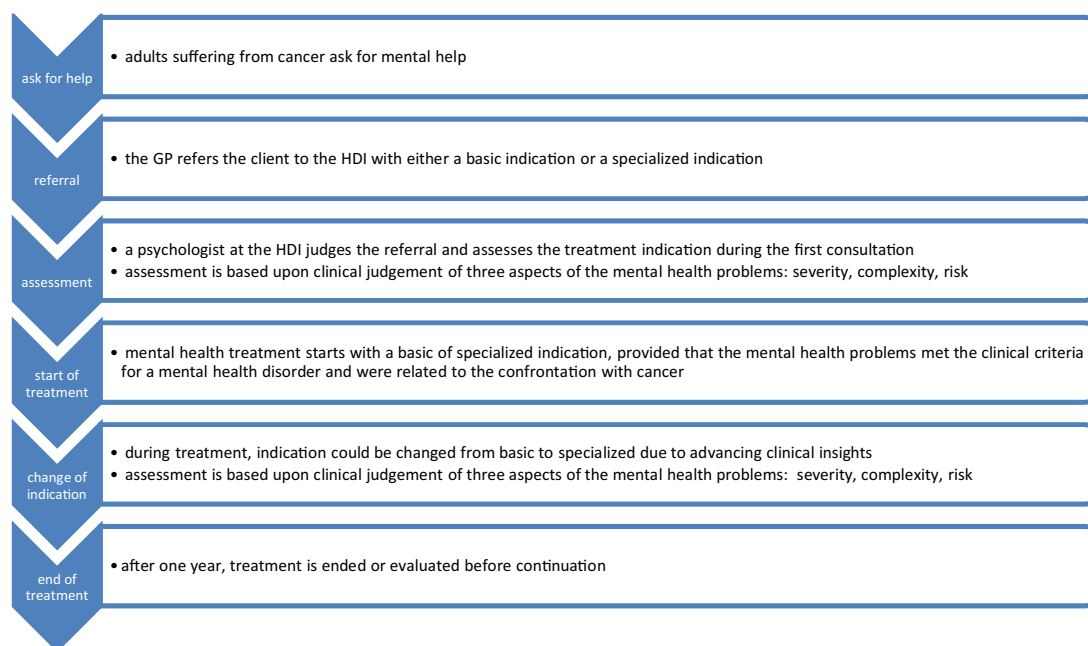 ask for help
• adults suffering from cancer ask for mental help
referral
• the GP refers the client to the HDI with either a basic indication or a specialized indication
assessment
• a psychologist at the HDI judges the referral and assesses the treatment indication during the first consultation
• assessment is based upon clinical judgement of three aspects of the mental health problems: severity, complexity, risk
start of
treatment
• mental health treatment starts with a basic of specialized indication, provided that the mental health problems met the clinical criteria
for a mental health disorder and were related to the confrontation with cancer
change of
indication
• during treatment, indication could be changed from basic to specialized due to advancing clinical insights
• assessment is based upon clinical judgement of three aspects of the mental health problems: severity, complexity, risk
end of
treatment
• after one year, treatment is ended or evaluated before continuation